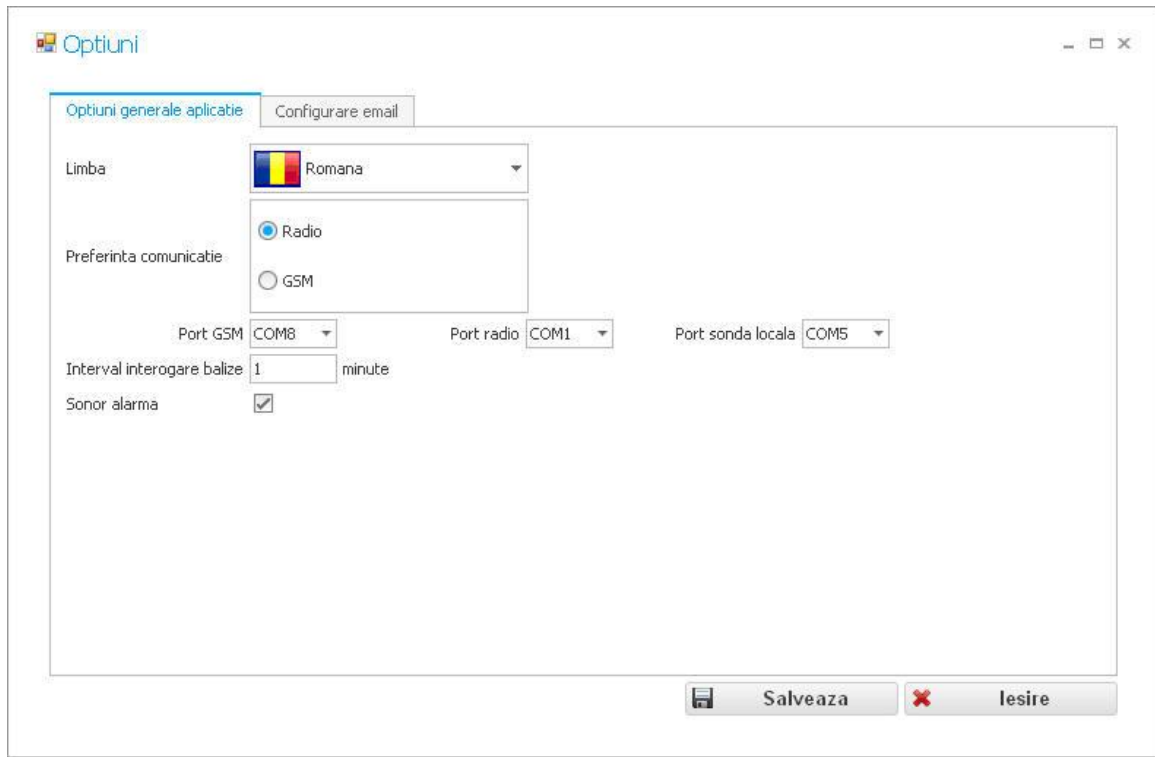 Optiuni
Optiuni generale aplicatie Configurare email
Limba Romana
Radio
Preferinta comunicatie
GSM
Port GSM COM8 Port radio COM1 Port sonda locala COM5
Interval interogare balize 1 minute
Sonor alarma
Salveaza Iesire